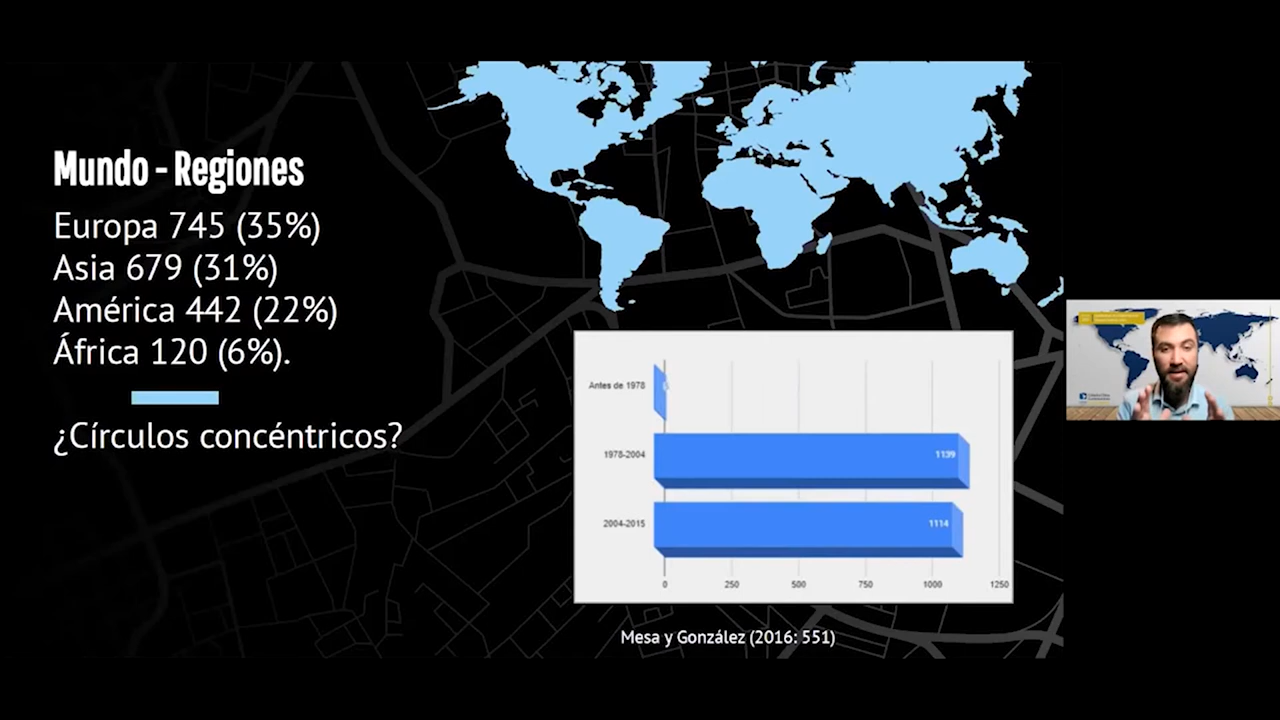 Mundo - Regiones
Europa 745 (35%)
Asia 679 (31%)
América 442 (22%)
África 120 (6%).
¿Círculos concéntricos?
Antes de 1978
1978-2004
1139
2004-2015
1114
0 250 500 750 1000 1250
Mesa y González (2016: 551)